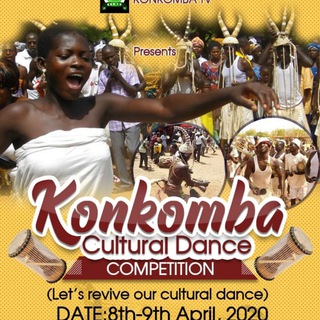 KONKOMBA TV
Presents
Konkomba
Cultural Dance
COMPETITION
(Let's revive our cultural dance)
DATE:8th-9th April, 2020